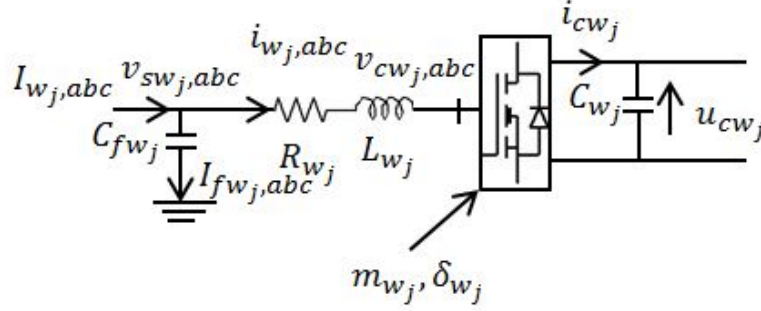 i_{w_j,abc}
i_{cw_j}
I_{w_j,abc}
v_{sw_j,abc}
v_{cw_j,abc}
C_{fw_j}
R_{w_j}
L_{w_j}
C_{w_j}
u_{cw_j}
I_{fw_j,abc}
m_{w_j}, δ_{w_j}